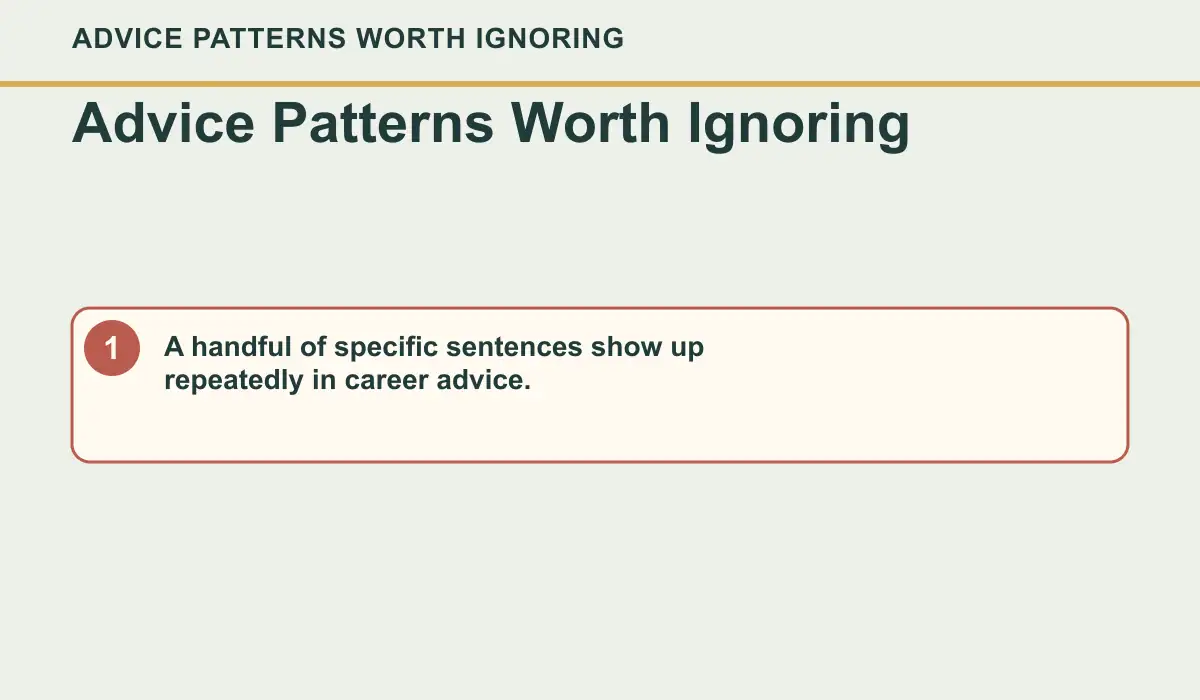 ADVICE PATTERNS WORTH IGNORING
Advice Patterns Worth Ignoring
1
A handful of specific sentences show up
repeatedly in career advice.